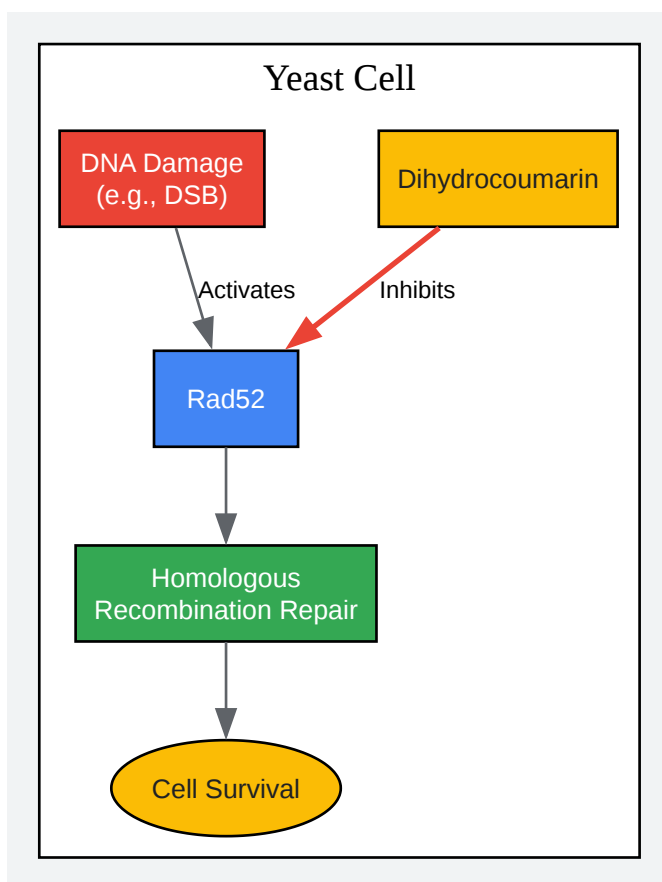 Yeast Cell
DNA Damage
(e.g., DSB)
Dihydrocoumarin
Activates
Inhibits
Rad52
Homologous
Recombination Repair
Cell Survival